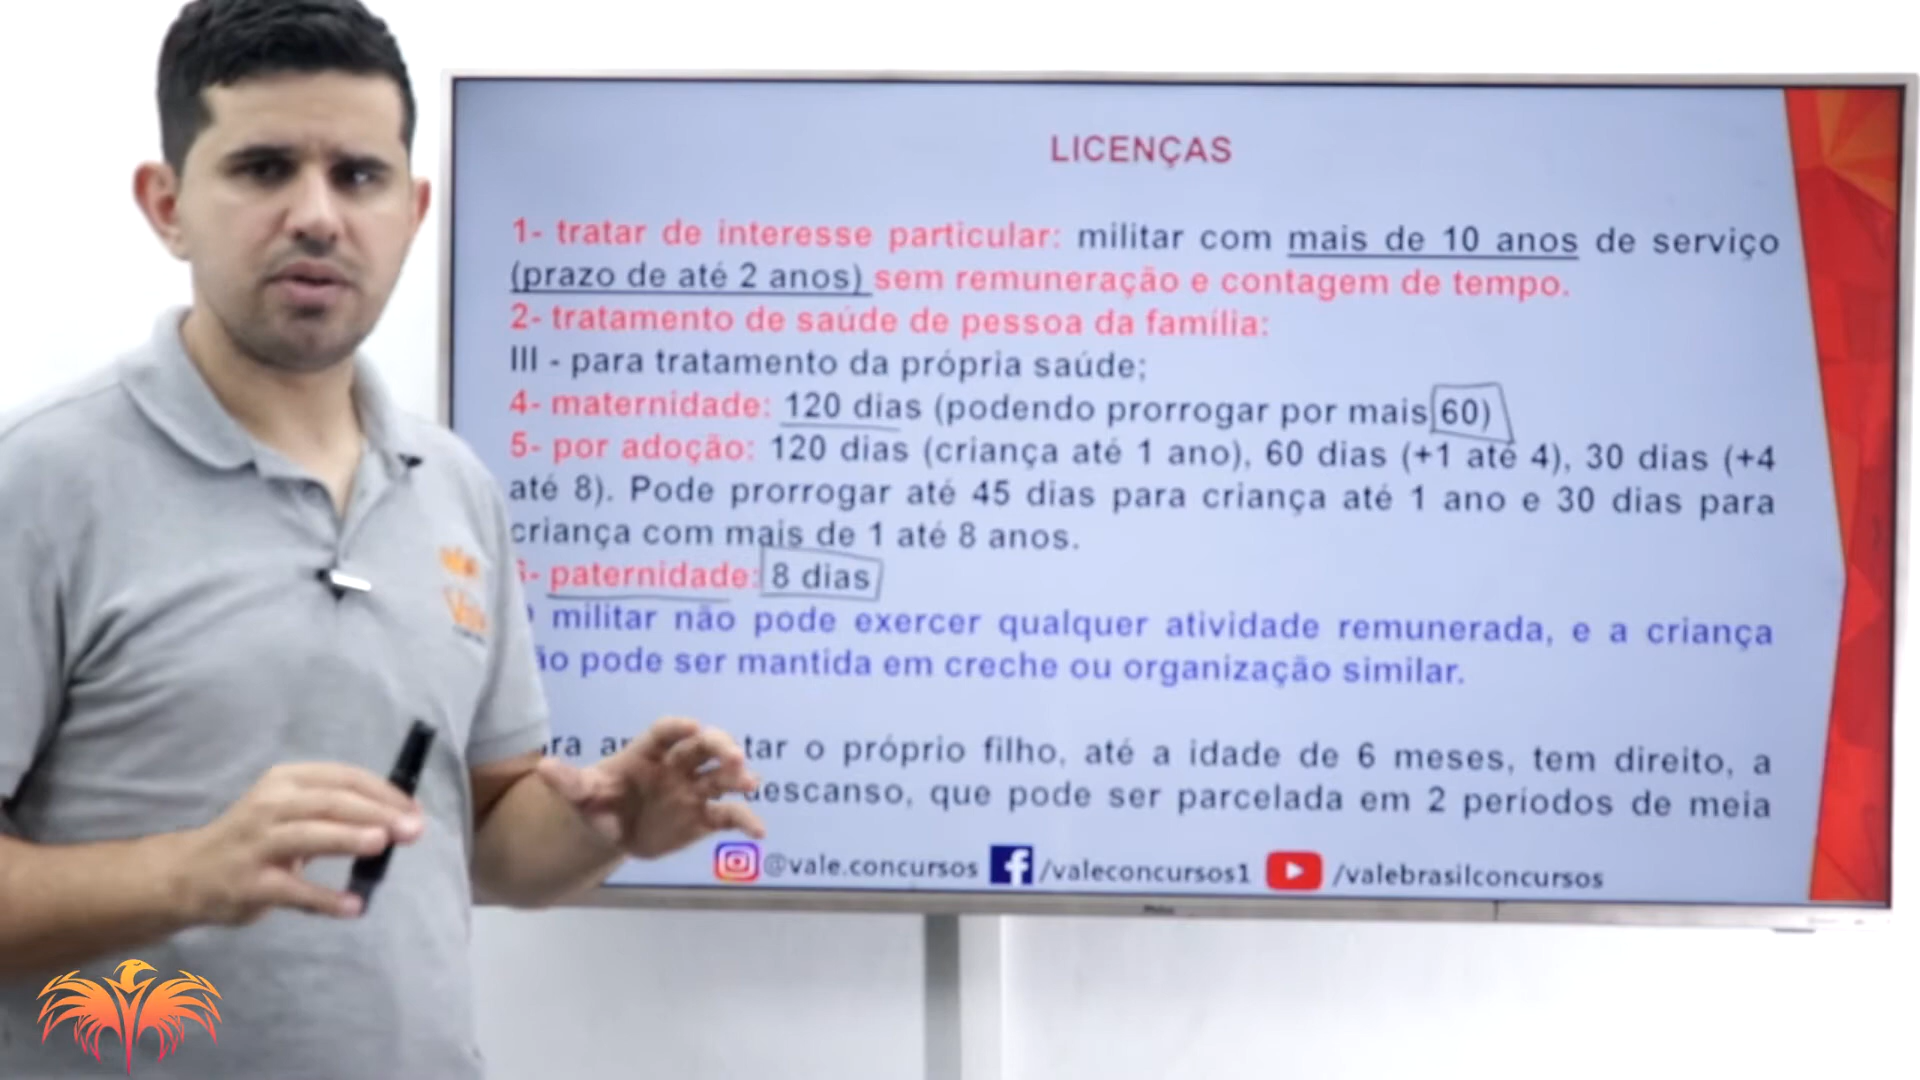 LICENÇAS
1- tratar de interesse particular: militar com mais de 10 anos de serviço
(prazo de até 2 anos) sem remuneração e contagem de tempo.
2- tratamento de saúde de pessoa da família:
III - para tratamento da própria saúde;
4- maternidade: 120 dias (podendo prorrogar por mais 60)
5- por adoção: 120 dias (criança até 1 ano), 60 dias (+1 até 4), 30 dias (+4
até 8). Pode prorrogar até 45 dias para criança até 1 ano e 30 dias para
criança com mais de 1 até 8 anos.
- paternidade: 8 dias
militar não pode exercer qualquer atividade remunerada, e a criança
pode ser mantida em creche ou organização similar.
o próprio filho, até a idade de 6 meses, tem direito, a
descanso, que pode ser parcelada em 2 períodos de meia
@vale.concursos /valeconcursos1 /valebrasilconcursos